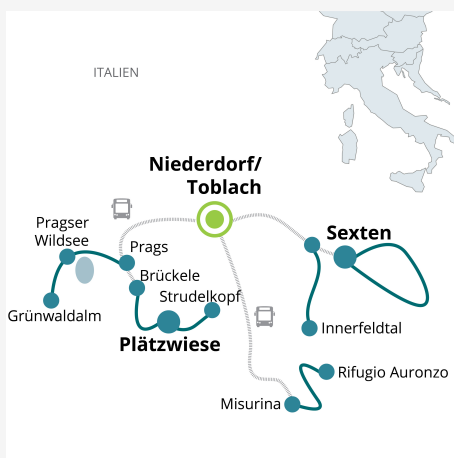 ITALIEN
Niederdorf/
Toblach
Pragser
Wildsee
Prags
Sexten
Brückele
Strudelkopf
Grünwaldalm
Plätzwiese
Innerfeldtal
Rifugio Auronzo
Misurina